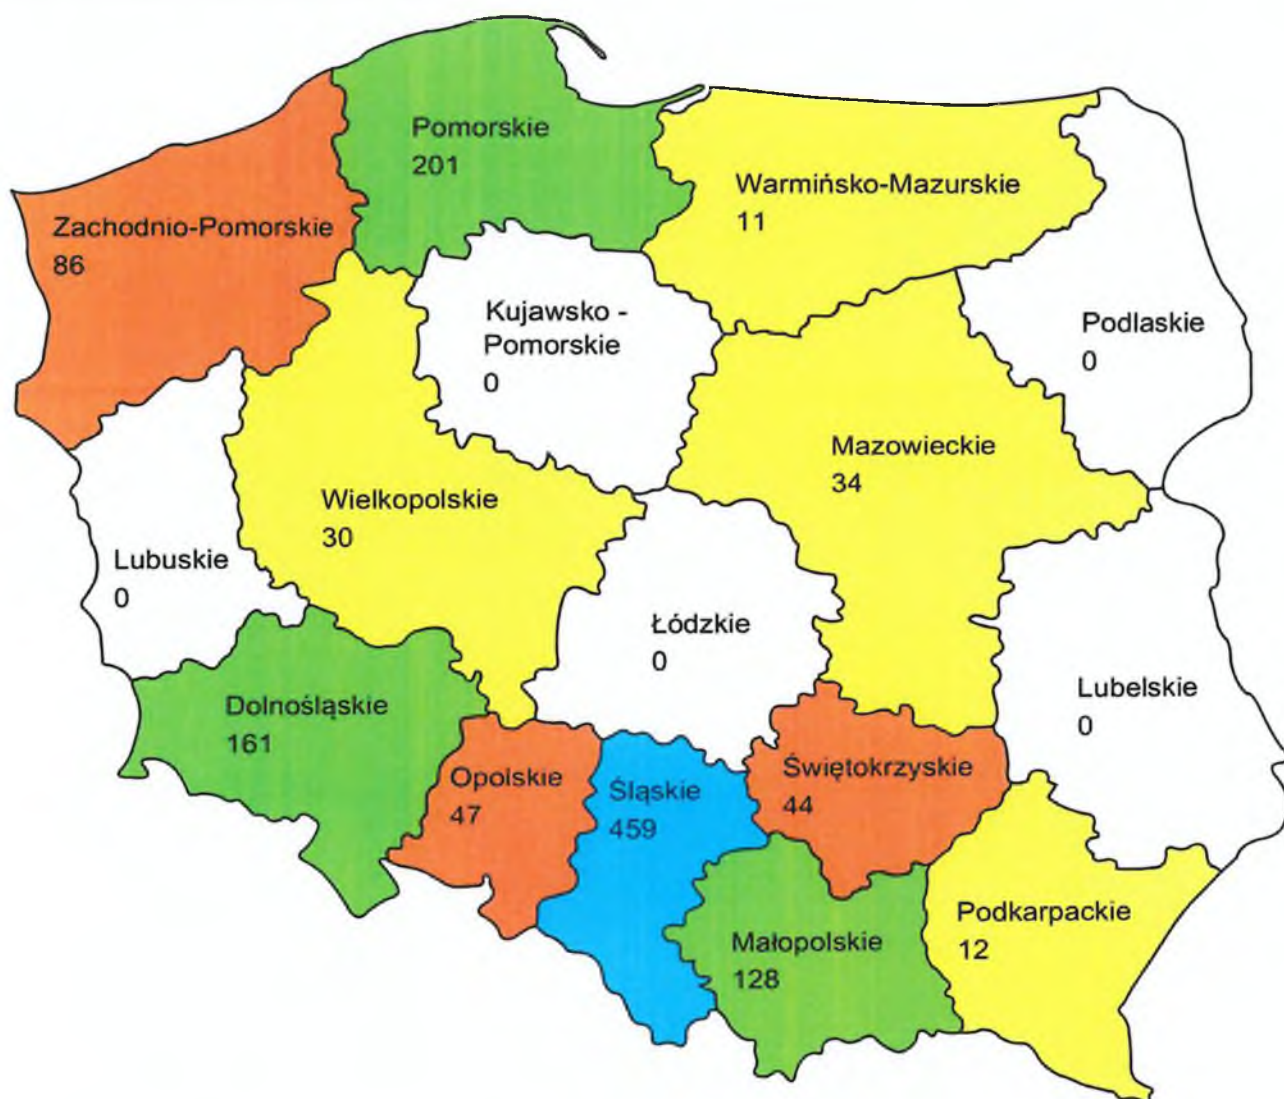 Pomorskie
201
Warmińsko-Mazurskie
11
Zachodnio-Pomorskie
86
Kujawsko -
Pomorskie
0
Podlaskie
0
Mazowieckie
34
Wielkopolskie
30
Lubuskie
0
Łódzkie
0
Lubelskie
0
Dolnośląskie
161
Opolskie
47
Śląskie
459
Świętokrzyskie
44
Małopolskie
128
Podkarpackie
12